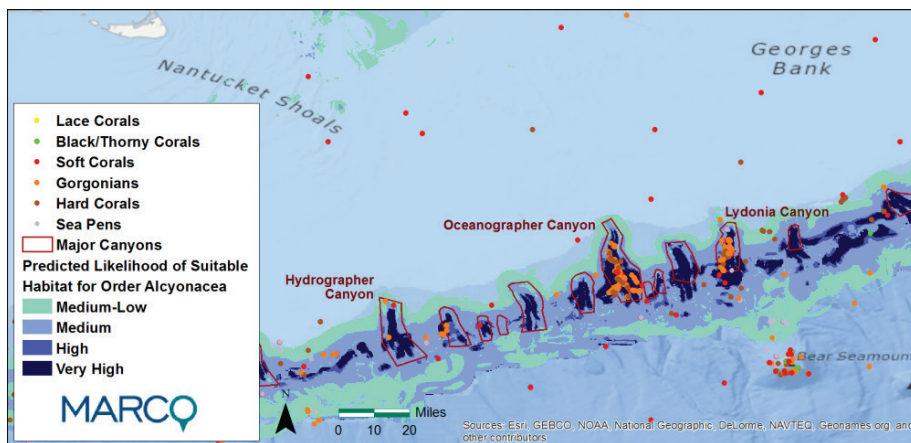 Nantucket Shoals
Georges
Bank
Lace Corals
Black/Thorny Corals
Soft Corals
Gorgonians
Hard Corals
Sea Pens
Major Canyons
Predicted Likelihood of Suitable
Habitat for Order Alcyonacea
Medium-Low
Medium
High
Very High
MARCO
Oceanographer Canyon
Lydonia Canyon
Hydrographer
Canyon
Bear Seamount
N
Miles
0 10 20
Sources: Esri, GEBCO, NOAA, National Geographic, DeLorme, NAVTEQ, Geonames.org, and
other contributors